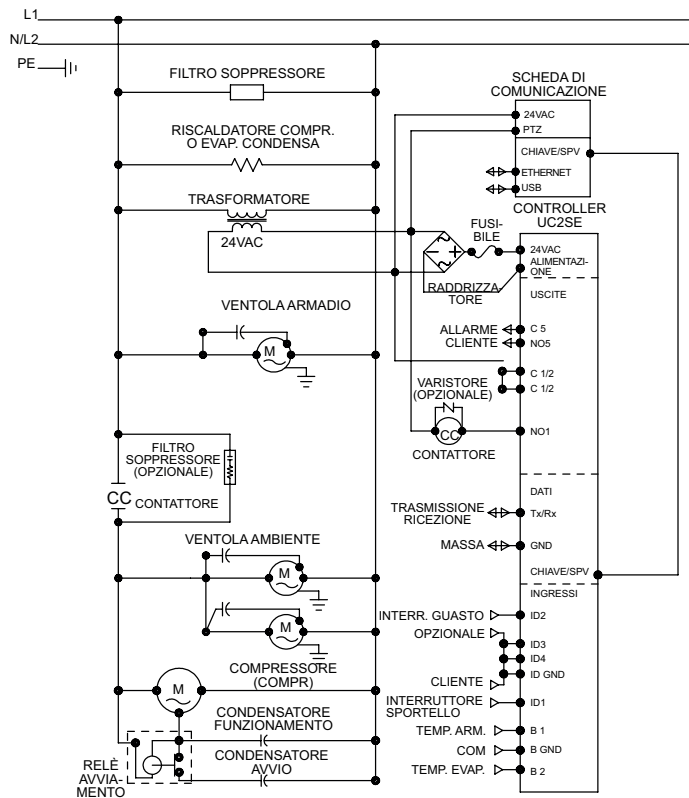 L1
N/L2
PE
FILTRO SOPPRESSORE
RISCALDATORE COMPR.
O EVAP. CONDENSA
TRASFORMATORE
24VAC
VENTOLA ARMADIO
M
FILTRO
SOPPRESSORE
(OPZIONALE)
CC
CONTATTORE
VENTOLA AMBIENTE
M
M
COMPRESSORE
(COMPR)
M
CONDENSATORE
FUNZIONAMENTO
CONDENSATORE
AVVIO
RELÈ
AVVIA-
MENTO
SCHEDA DI
COMUNICAZIONE
24VAC
PTZ
CHIAVE/SPV
ETHERNET
USB
CONTROLLER
UC2SE
FUSI-
BILE
RADDRIZZA-
TORE
24VAC
ALIMENTAZI-
ONE
USCITE
ALLARME
CLIENTE
C 5
NO5
C 1/2
C 1/2
VARISTORE
(OPZIONALE)
CC
CONTATTORE
NO1
DATI
TRASMISSIONE
RICEZIONE
Tx/Rx
MASSA
GND
CHIAVE/SPV
INGRESSI
INTERR. GUASTO
ID2
OPZIONALE
ID3
ID4
ID GND
CLIENTE
INTERRUTTORE
SPORTELLO
ID1
TEMP. ARM.
B 1
COM
B GND
TEMP. EVAP.
B 2